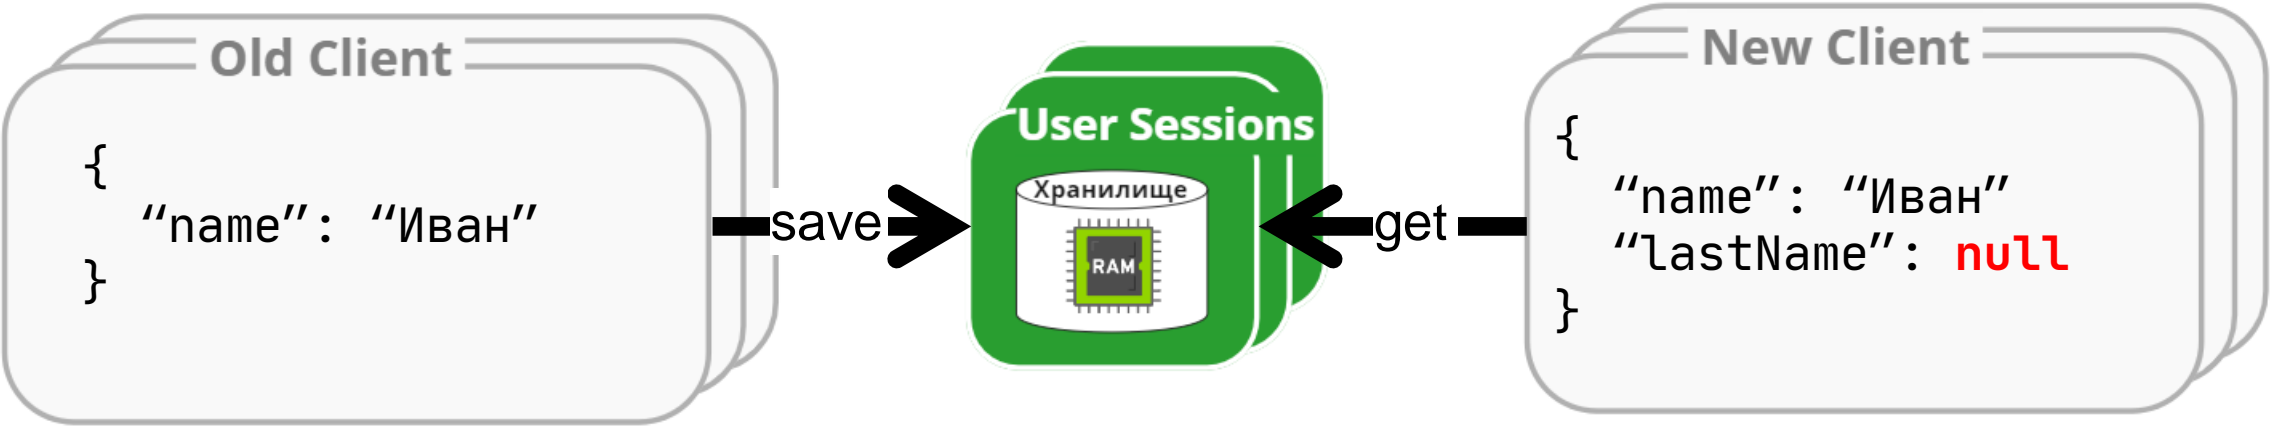 Old Client
{
“name”: “Иван”
}
save
User Sessions
Хранилище
RAM
get
New Client
{
“name”: “Иван”
“lastName”: null
}